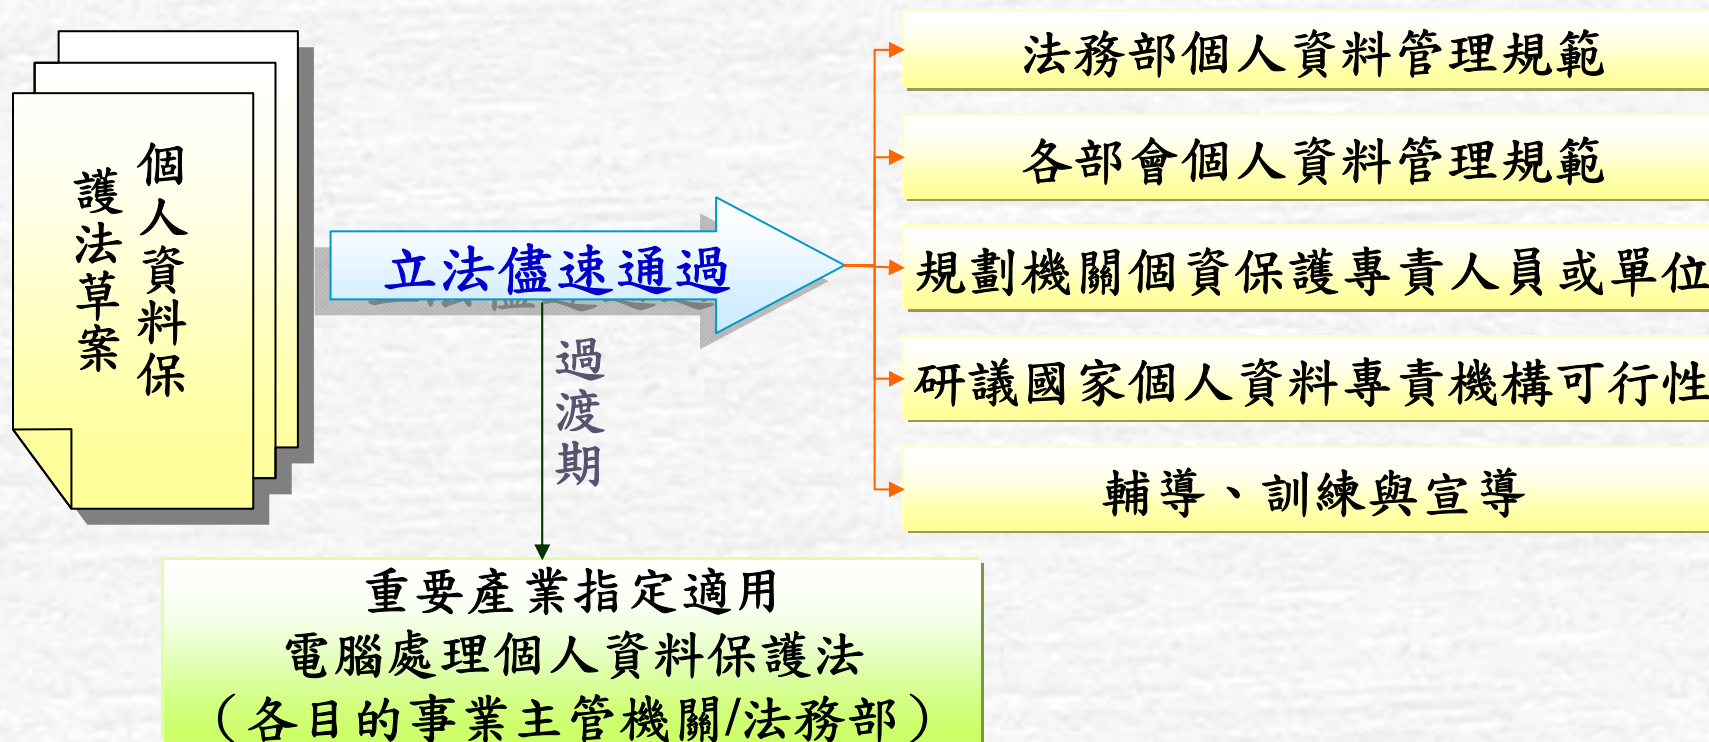 個人資料保
護法草案
立法儘速通過
過渡期
法務部個人資料管理規範
各部會個人資料管理規範
規劃機關個資保護專責人員或單位
研議國家個人資料專責機構可行性
輔導、訓練與宣導
重要產業指定適用
電腦處理個人資料保護法
（各目的事業主管機關/法務部）